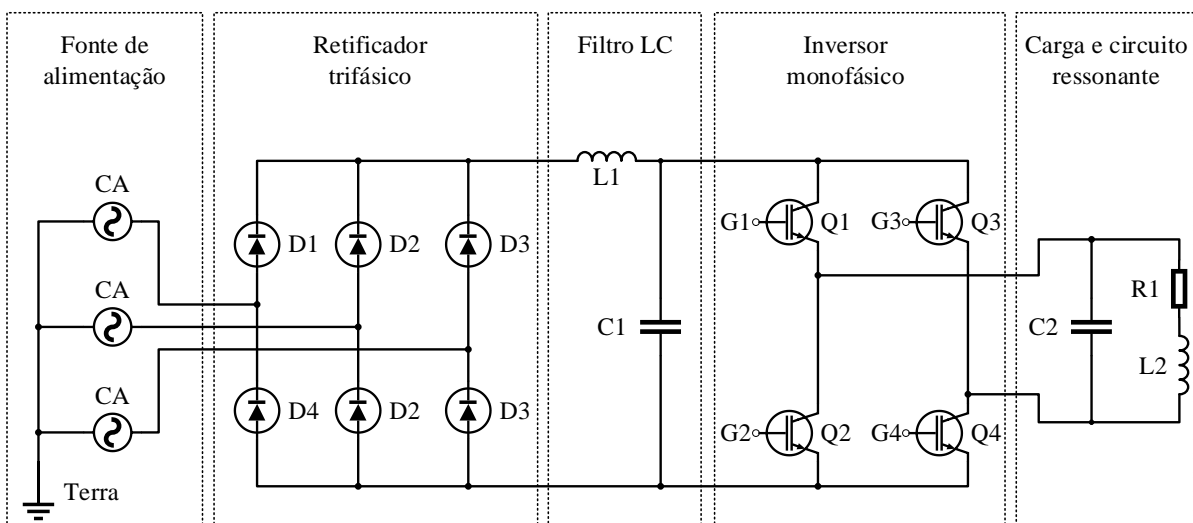 Fonte de
alimentação
Retificador
trifásico
Filtro LC
Inversor
monofásico
Carga e circuito
ressonante
CA
CA
CA
Terra
D1
D2
D3
D4
D2
D3
L1
C1
G1
Q1
G3
Q3
G2
Q2
G4
Q4
C2
R1
L2